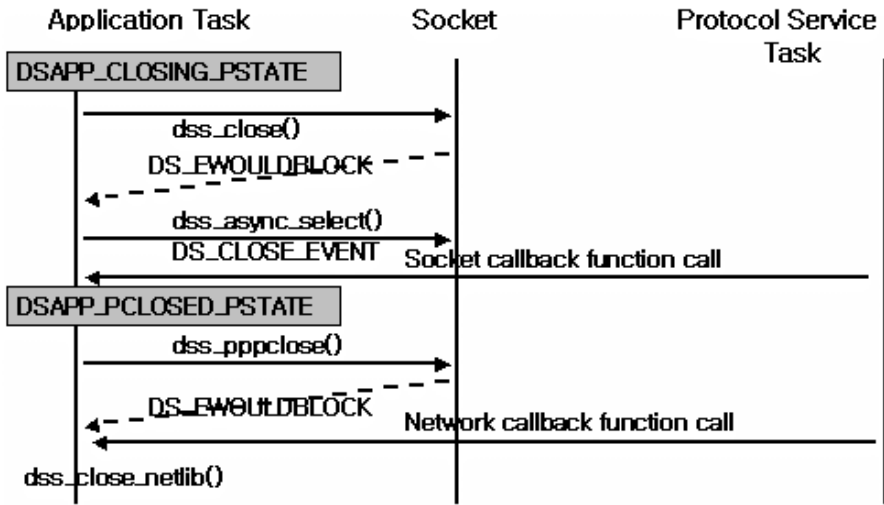 Application Task
Socket
Protocol Service
Task
DSAPP_CLOSING_PSTATE
dss_close()
DS_EWOULDBLOCK
dss_async_select()
DS_CLOSE_EVENT
Socket callback function call
DSAPP_PCLOSED_PSTATE
dss_pppclose()
DS_EWOULDBLOCK
Network callback function call
dss_close_netlib()